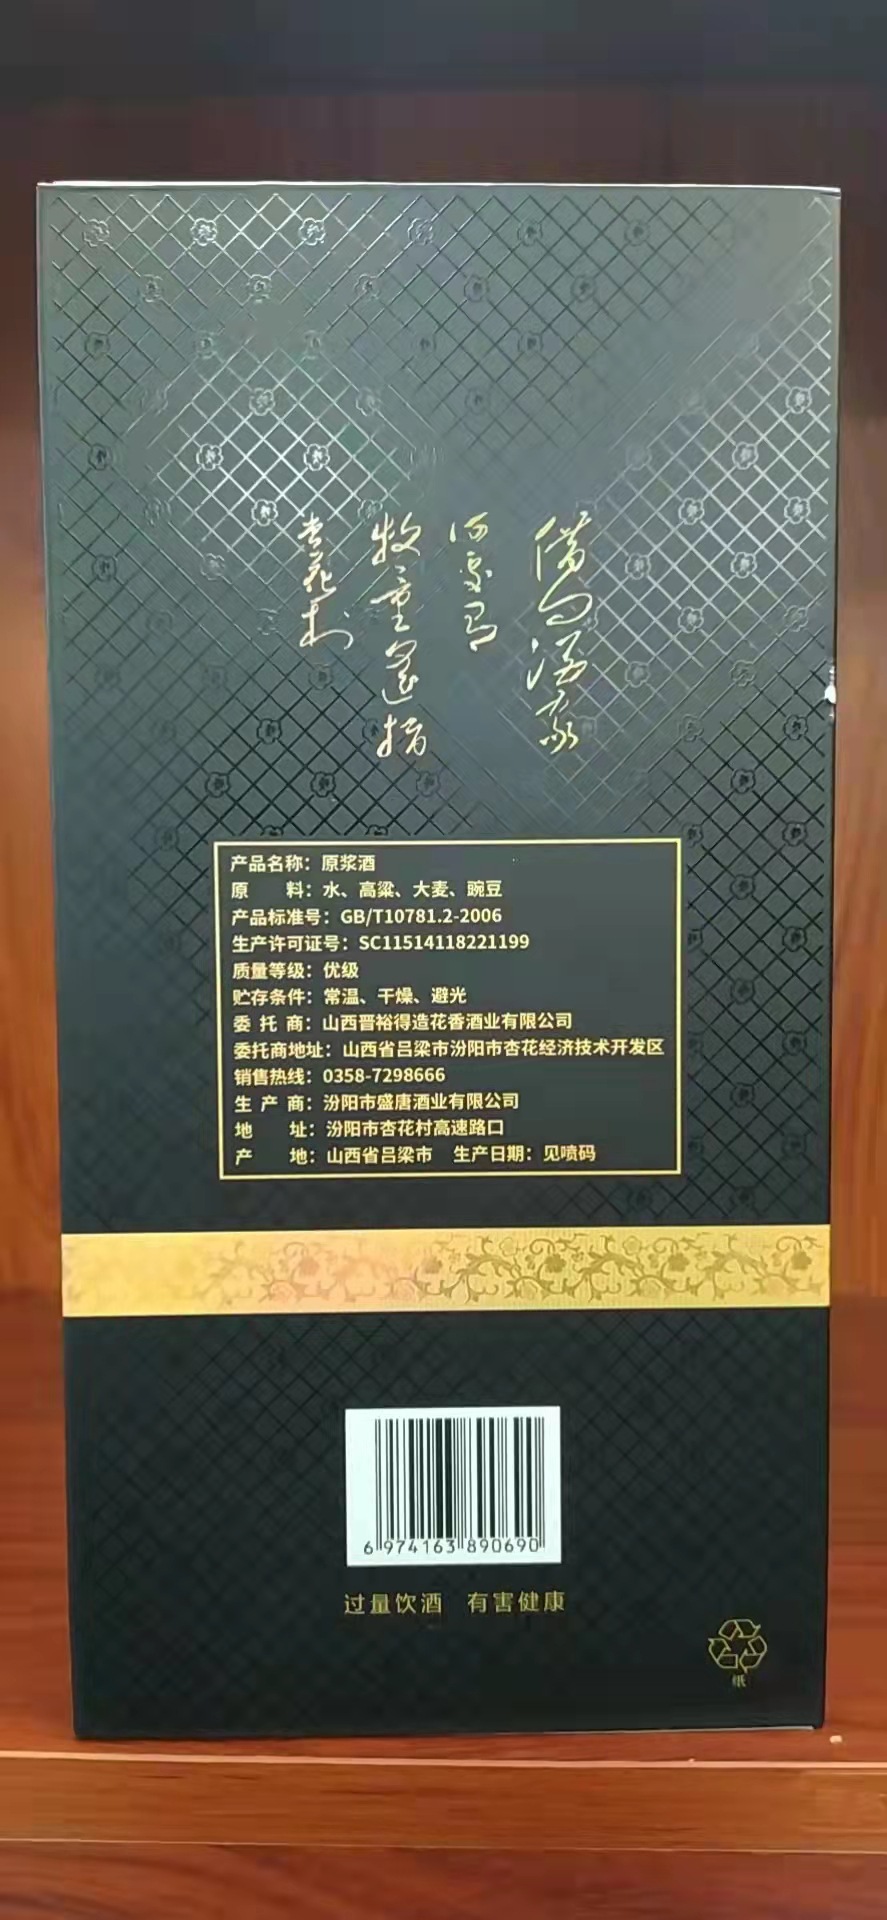 借问酒家
何处有
牧童遥指
杏花村
产品名称：原浆酒
原 料：水、高粱、大麦、豌豆
产品标准号：GB/T10781.2-2006
生产许可证号：SC11514118221199
质量等级：优级
贮存条件：常温、干燥、避光
委托商：山西晋裕得造花香酒业有限公司
委托商地址：山西省吕梁市汾阳市杏花经济技术开发区
销售热线：0358-7298666
生产商：汾阳市盛唐酒业有限公司
地 址：汾阳市杏花村高速路口
产 地：山西省吕梁市 生产日期：见喷码
6 974163 890690
过量饮酒 有害健康
纸